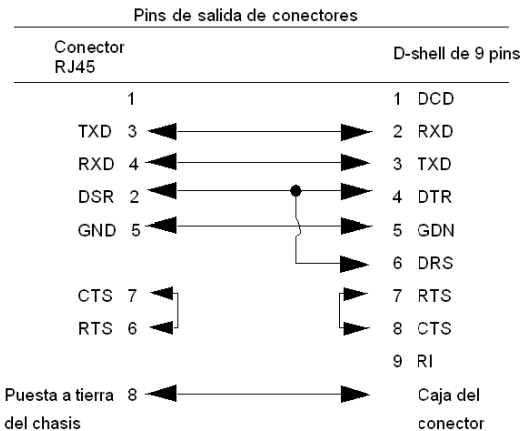 Pins de salida de conectores
Conector
RJ45
D-shell de 9 pins
1
1 DCD
TXD 3
2 RXD
RXD 4
3 TXD
DSR 2
4 DTR
GND 5
5 GDN
6 DRS
CTS 7
7 RTS
RTS 6
8 CTS
9 RI
Puesta a tierra 8
del chasis
Caja del
conector